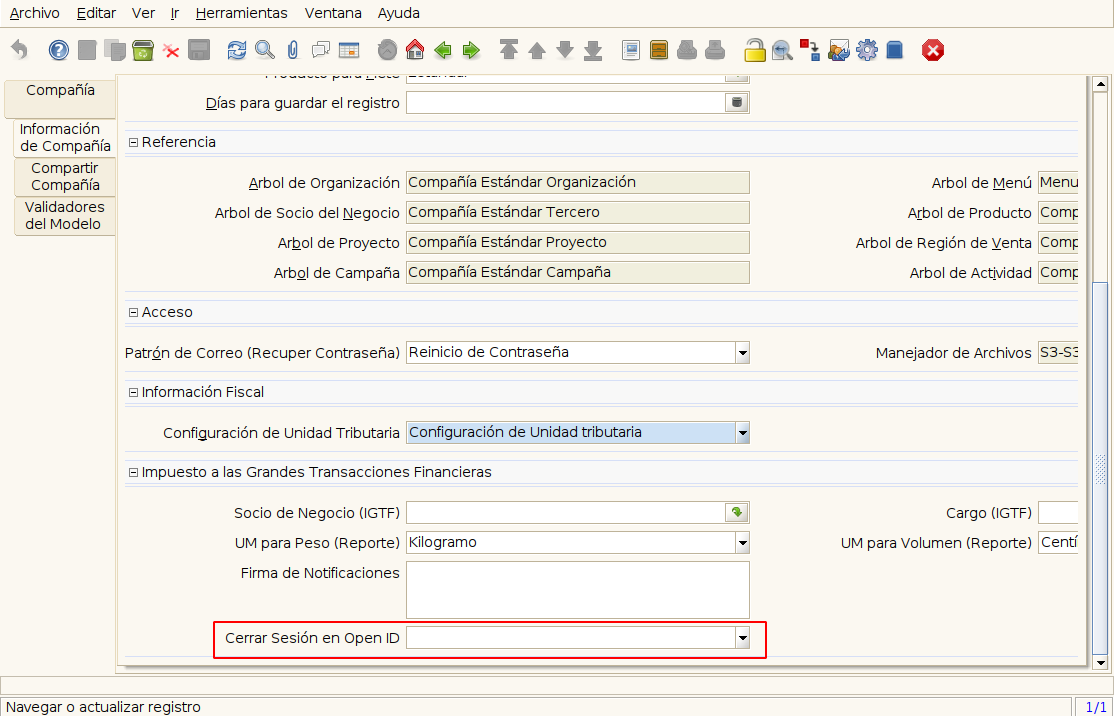 Archivo Editar Ver Ir Herramientas Ventana Ayuda
Compañía
Información
de Compañía
Compartir
Compañía
Validadores
del Modelo
Días para guardar el registro
Referencia
Arbol de Organización Compañía Estándar Organización Arbol de Menú Menu
Arbol de Socio del Negocio Compañía Estándar Tercero Arbol de Producto Comp
Arbol de Proyecto Compañía Estándar Proyecto Arbol de Región de Venta Comp
Arbol de Campaña Compañía Estándar Campaña Arbol de Actividad Comp
Acceso
Patrón de Correo (Recuper Contraseña) Reinicio de Contraseña Manejador de Archivos S3-S3
Información Fiscal
Configuración de Unidad Tributaria Configuración de Unidad tributaria
Impuesto a las Grandes Transacciones Financieras
Socio de Negocio (IGTF) Cargo (IGTF)
UM para Peso (Reporte) Kilogramo UM para Volumen (Reporte) Centí
Firma de Notificaciones
Cerrar Sesión en Open ID
Navegar o actualizar registro 1/1